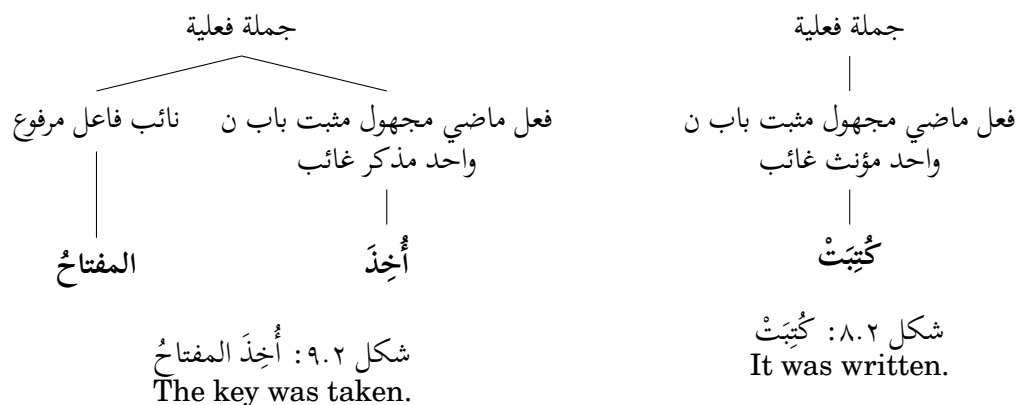 جملة فعلية
فعل ماضي مجهول مثبت باب ن
واحد مؤنث غائب
كُتِبَتْ
شكل ٨.٢: كُتِبَتْ
It was written.
جملة فعلية
فعل ماضي مجهول مثبت باب ن
واحد مذكر غائب
نائب فاعل مرفوع
أُخِذَ
المفتاحُ
شكل ٩.٢: أُخِذَ المفتاحُ
The key was taken.